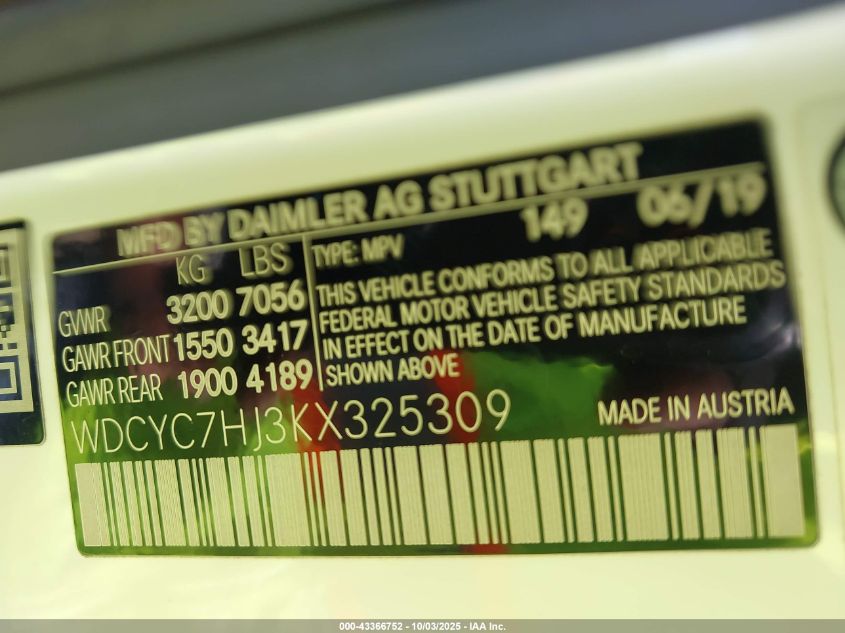 MFD BY DAIMLER AG STUTTGART
KG LBS
TYPE: MPV 149 06/19
GVWR 3200 7056
GAWR FRONT 1550 3417
GAWR REAR 1900 4189
THIS VEHICLE CONFORMS TO ALL APPLICABLE
FEDERAL MOTOR VEHICLE SAFETY STANDARDS
IN EFFECT ON THE DATE OF MANUFACTURE
SHOWN ABOVE
WDCYC7HJ3KX325309
MADE IN AUSTRIA
000-43366752 - 10/03/2025 - IAA Inc.